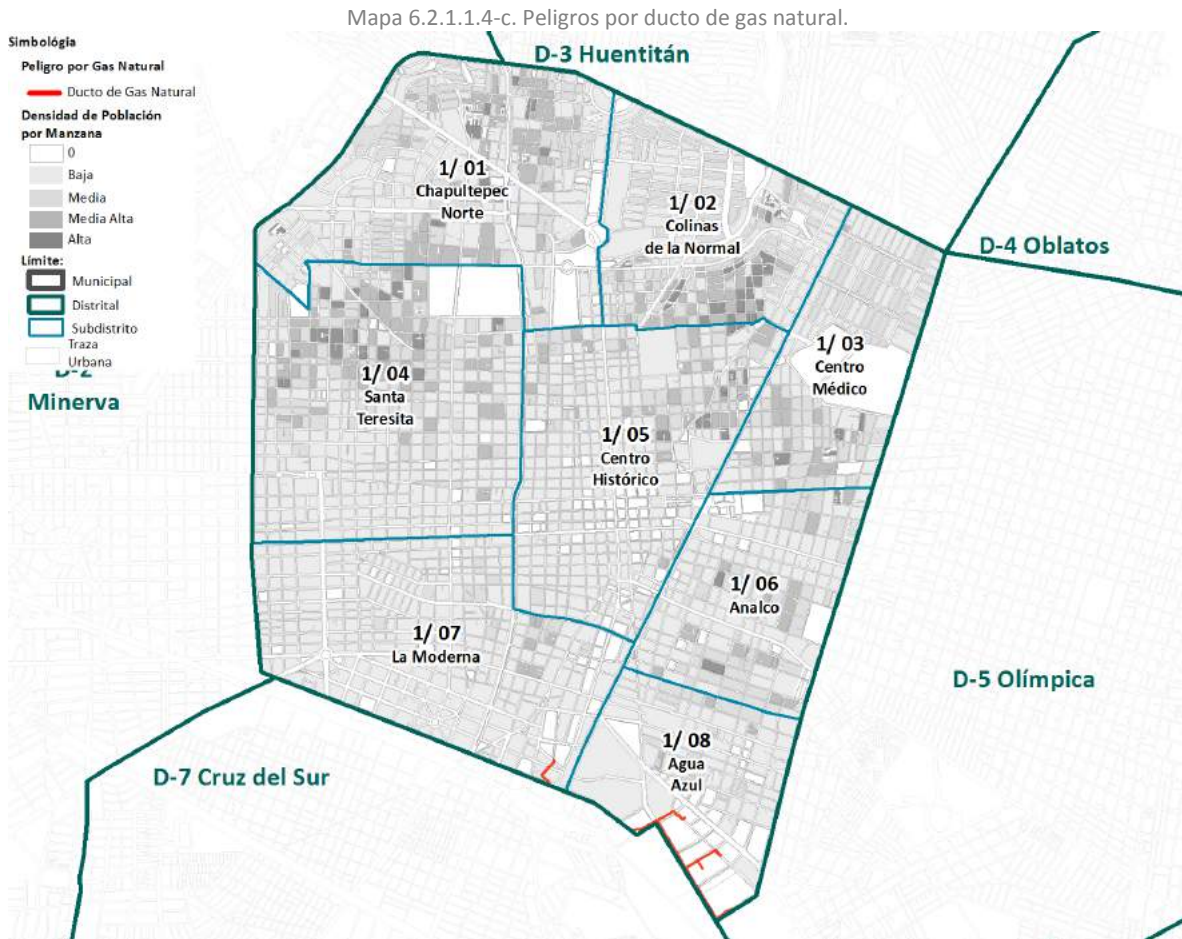 Mapa 6.2.1.1.4-c. Peligros por ducto de gas natural.
Simbológia
Peligro por Gas Natural
Ducto de Gas Natural
Densidad de Población
por Manzana
0
Baja
Media
Media Alta
Alta
Límite:
Municipal
Distrital
Subdistrito
Traza
Urbana
D-2
Minerva
D-3 Huentitán
D-4 Oblatos
D-5 Olímpica
D-7 Cruz del Sur
1/ 01
Chapultepec
Norte
1/ 02
Colinas
de la Normal
1/ 03
Centro
Médico
1/ 04
Santa
Teresita
1/ 05
Centro
Histórico
1/ 06
Analco
1/ 07
La Moderna
1/ 08
Agua
Azul